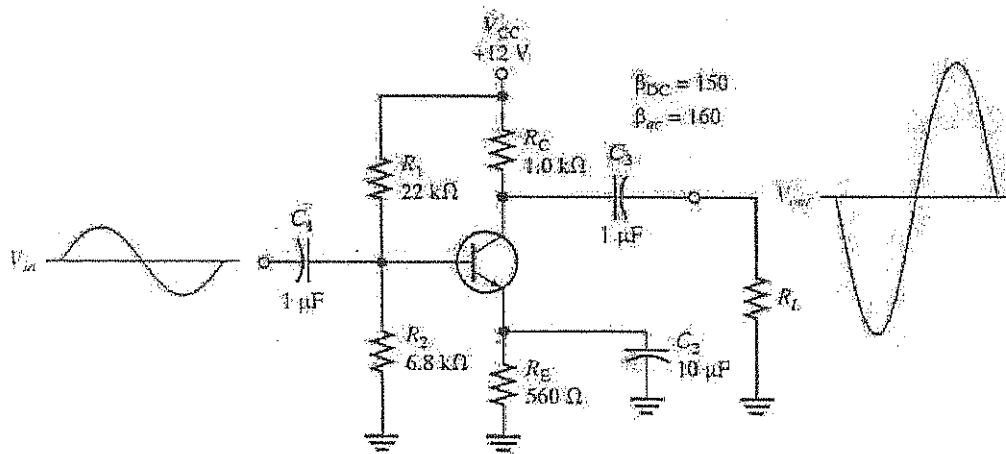 V_CC
+12 V
β_DC = 150
β_ac = 160
R_C
1.0 kΩ
C_3
1 μF
R_1
22 kΩ
V_in
C_1
1 μF
V_out
R_L
R_2
6.8 kΩ
R_E
560 Ω
C_2
10 μF